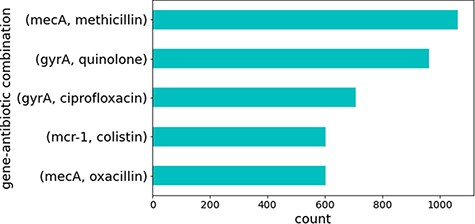 gene-antibiotic combination
(mecA, methicillin)
(gyrA, quinolone)
(gyrA, ciprofloxacin)
(mcr-1, colistin)
(mecA, oxacillin)
0 200 400 600 800 1000
count